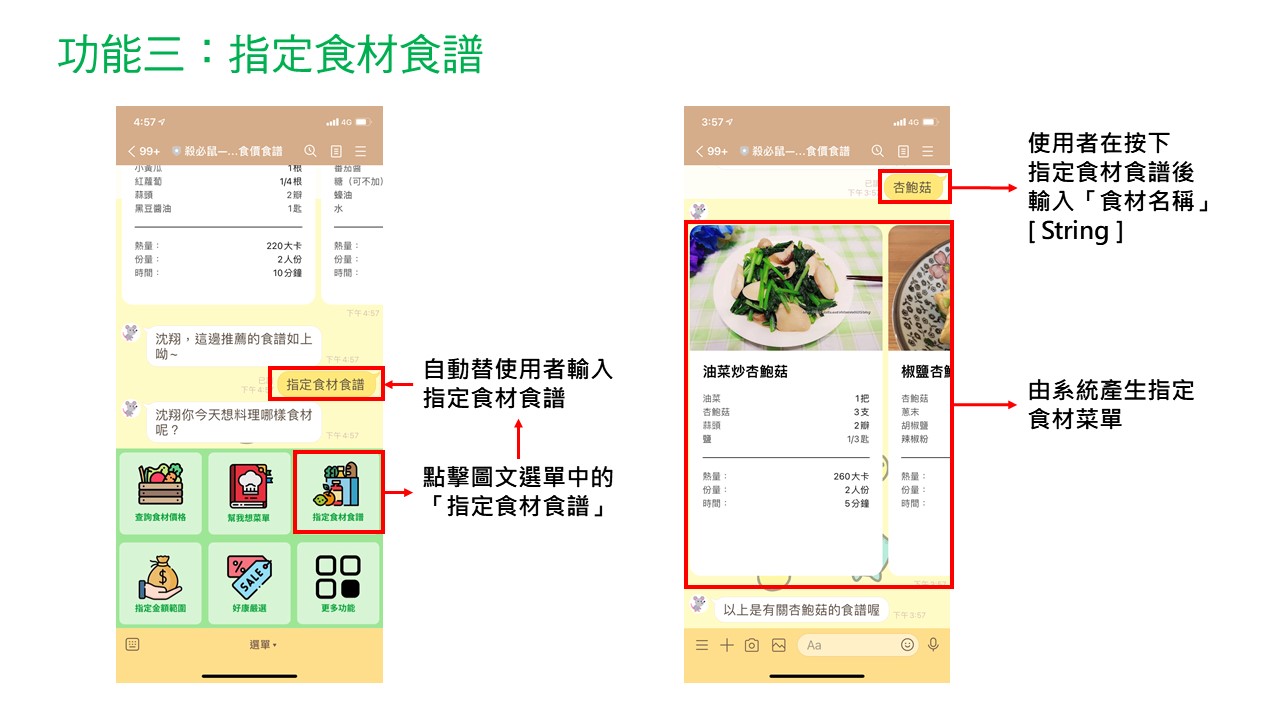 功能三：指定食材食譜
4:57
4G
99+
殺必鼠—...食價食譜
小黃瓜 1根
紅蘿蔔 1/4根
蒜頭 2瓣
黑豆醬油 1匙
熱量： 220大卡
份量： 2人份
時間： 10分鐘
番茄醬
糖（可不加）
蠔油
水
熱量：
份量：
時間：
下午4:57
沈翔，這邊推薦的食譜如上
呦~
下午4:57
指定食材食譜
沈翔你今天想料理哪樣食材
呢？
下午4:57
查詢食材價格
幫我想菜單
指定食材食譜
指定金額範圍
SALE
好康嚴選
更多功能
選單
自動替使用者輸入
指定食材食譜
點擊圖文選單中的
「指定食材食譜」
3:57
4G
99+
殺必鼠—...食價食譜
杏鮑菇
油菜炒杏鮑菇
油菜 1把
杏鮑菇 3支
蒜頭 2瓣
鹽 1/3匙
熱量： 260大卡
份量： 2人份
時間： 5分鐘
椒鹽杏鮑
杏鮑菇
蔥末
胡椒鹽
辣椒粉
熱量：
份量：
時間：
以上是有關杏鮑菇的食譜喔
下午3:57
Aa
使用者在按下
指定食材食譜後
輸入「食材名稱」
[ String ]
由系統產生指定
食材菜單